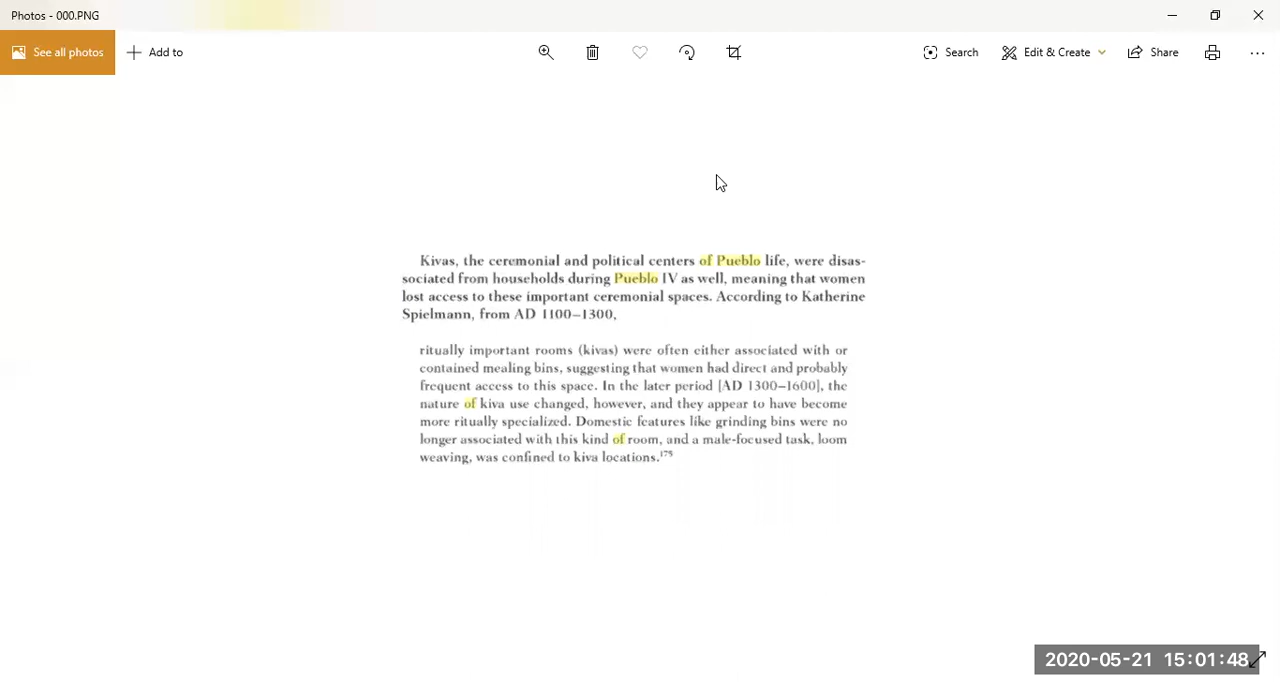 Photos - 000.PNG
See all photos
Add to
Search
Edit & Create
Share
Kivas, the ceremonial and political centers of Pueblo life, were disas-
sociated from households during Pueblo IV as well, meaning that women
lost access to these important ceremonial spaces. According to Katherine
Spielmann, from AD 1100–1300,
ritually important rooms (kivas) were often either associated with or
contained mealing bins, suggesting that women had direct and probably
frequent access to this space. In the later period [AD 1300–1600], the
nature of kiva use changed, however, and they appear to have become
more ritually specialized. Domestic features like grinding bins were no
longer associated with this kind of room, and a male-focused task, loom
weaving, was confined to kiva locations.175
2020-05-21 15:01:48